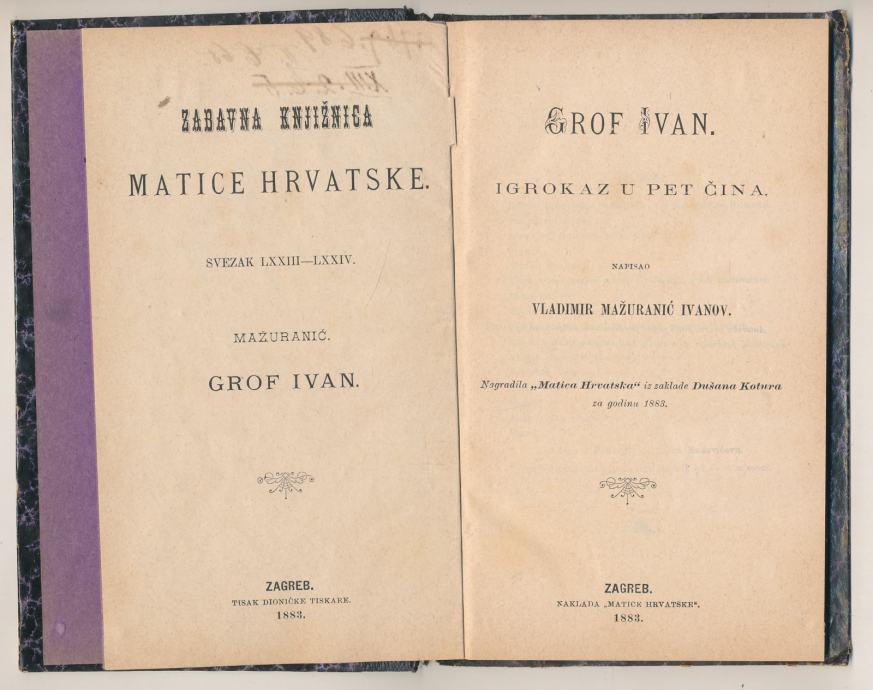 ZABAVNA KNJIŽNICA
MATICE HRVATSKE.
SVEZAK LXXIII—LXXIV.
MAŽURANIĆ.
GROF IVAN.
ZAGREB.
TISAK DIONIČKE TISKARE.
1883.
GROF IVAN.
IGROKAZ U PET ČINA.
NAPISAO
VLADIMIR MAŽURANIĆ IVANOV.
Nagradila „Matica Hrvatska“ iz zaklade Dušana Kotura
za godinu 1883.
ZAGREB.
NAKLADA „MATICE HRVATSKE“.
1883.